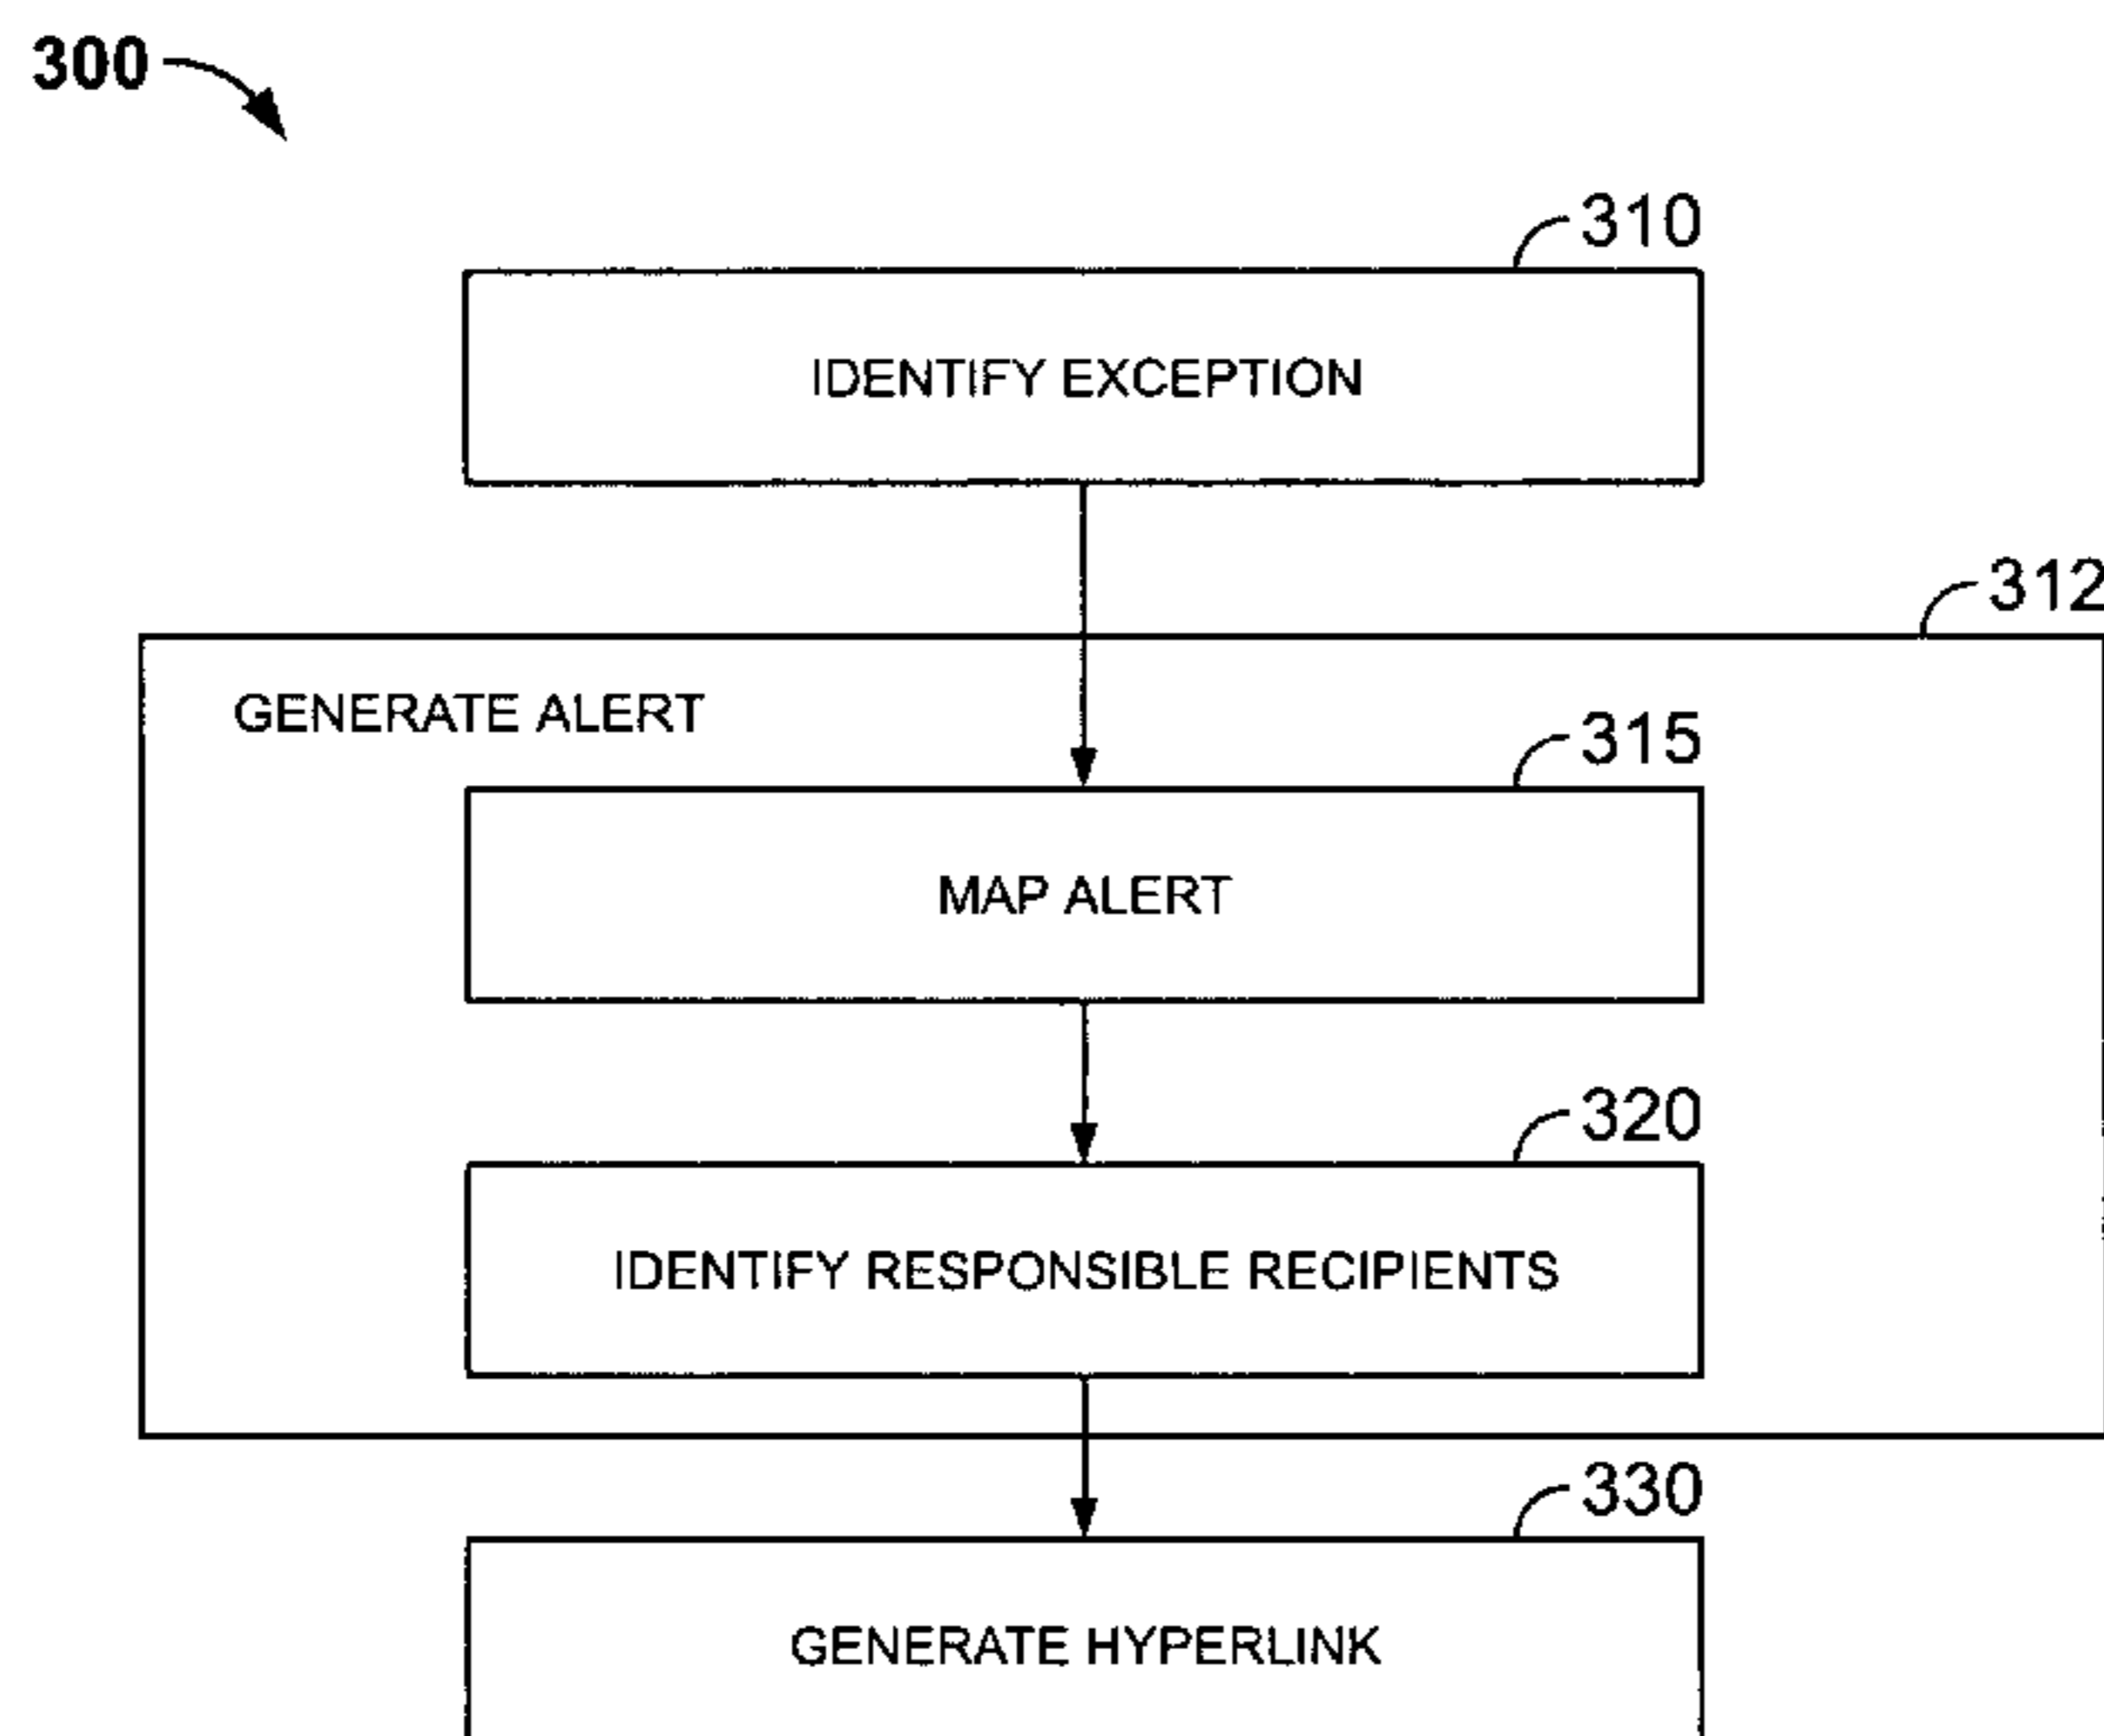 300
310
IDENTIFY EXCEPTION
312
GENERATE ALERT
315
MAP ALERT
320
IDENTIFY RESPONSIBLE RECIPIENTS
330
GENERATE HYPERLINK